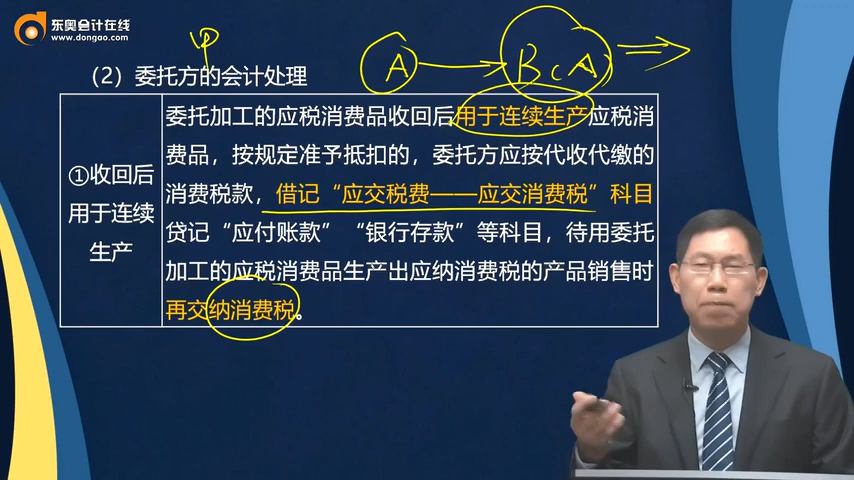 东奥会计在线
www.dongao.com
中
A B(A)
（2）委托方的会计处理
①收回后
用于连续
生产
委托加工的应税消费品收回后用于连续生产应税消
费品，按规定准予抵扣的，委托方应按代收代缴的
消费税款，借记“应交税费——应交消费税”科目
贷记“应付账款”“银行存款”等科目，待用委托
加工的应税消费品生产出应纳消费税的产品销售时
再交纳消费税。